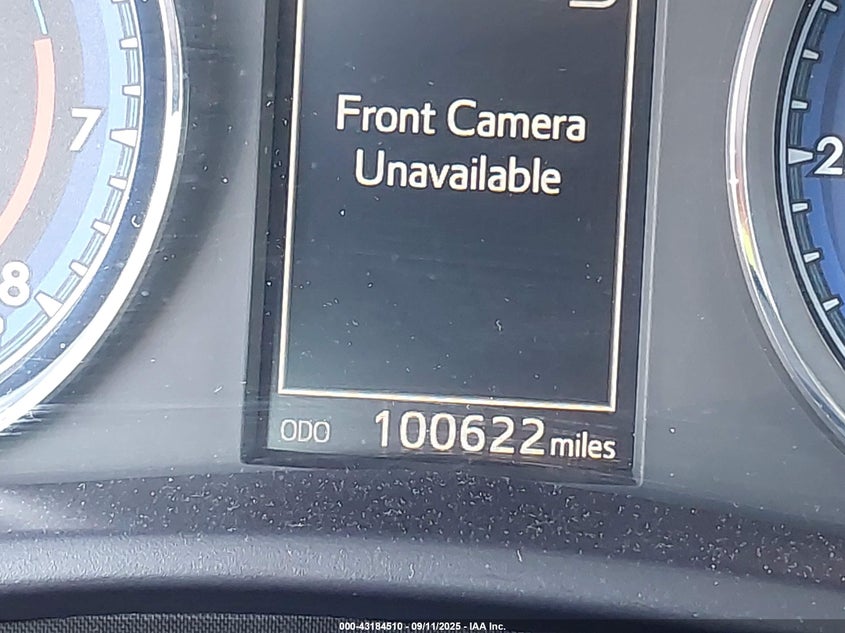 Front Camera
Unavailable
7
8
2
ODO 100622 miles
000-43184510 - 09/11/2025 - IAA Inc.